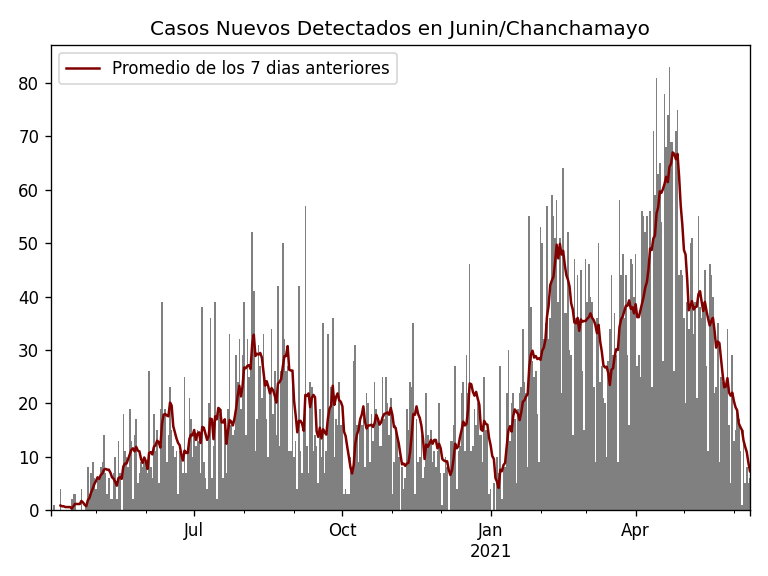 Casos Nuevos Detectados en Junin/Chanchamayo
Promedio de los 7 dias anteriores
80
70
60
50
40
30
20
10
0
Jul
Oct
Jan
2021
Apr